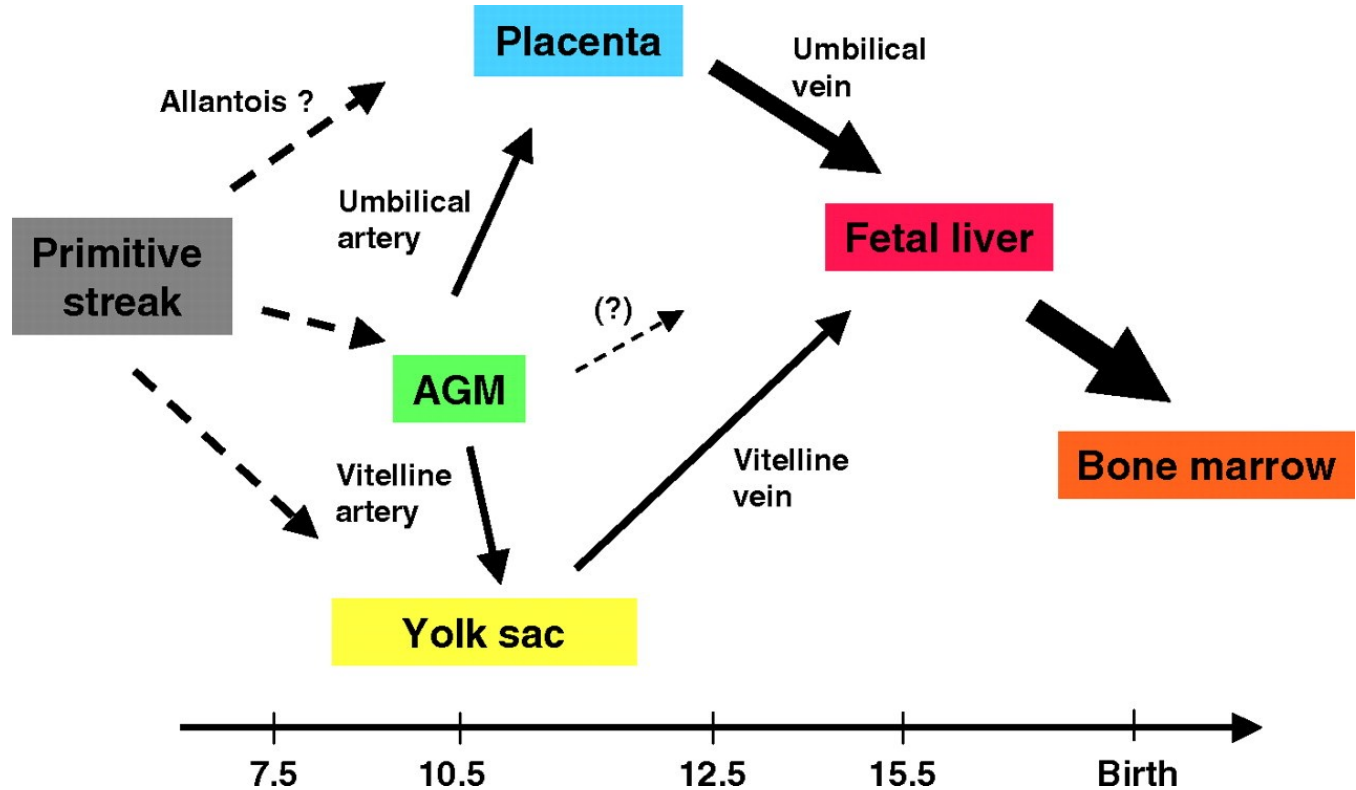 Placenta
Umbilical
vein
Allantois ?
Umbilical
artery
Primitive
streak
Fetal liver
(?)
AGM
Vitelline
artery
Vitelline
vein
Bone marrow
Yolk sac
7.5
10.5
12.5
15.5
Birth